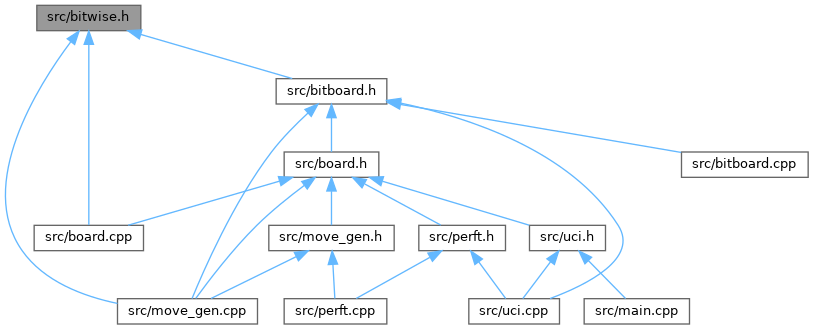 src/bitwise.h
src/bitboard.h
src/board.h
src/bitboard.cpp
src/board.cpp
src/move_gen.h
src/perft.h
src/uci.h
src/move_gen.cpp
src/perft.cpp
src/uci.cpp
src/main.cpp